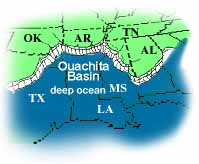 OK AR TN
AL
Ouachita
Basin
deep ocean MS
TX
LA